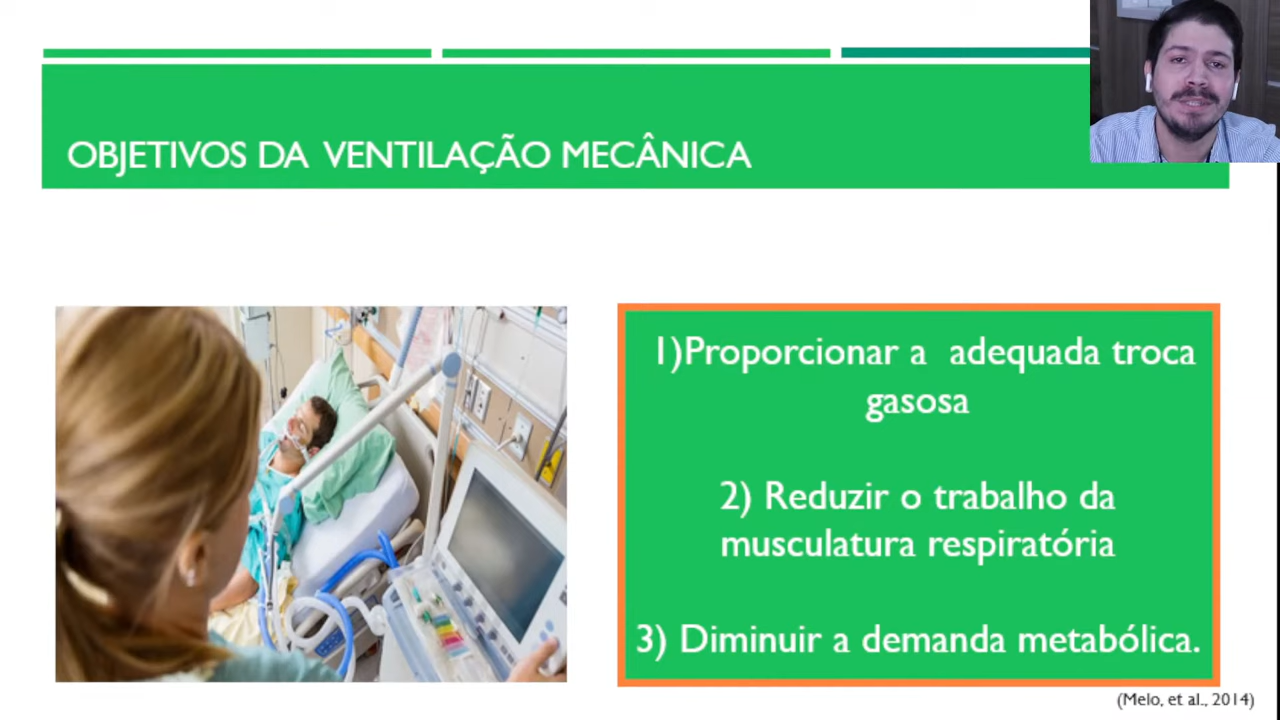 OBJETIVOS DA VENTILAÇÃO MECÂNICA
1)Proporcionar a adequada troca
gasosa
2) Reduzir o trabalho da
musculatura respiratória
3) Diminuir a demanda metabólica.
(Melo, et al., 2014)